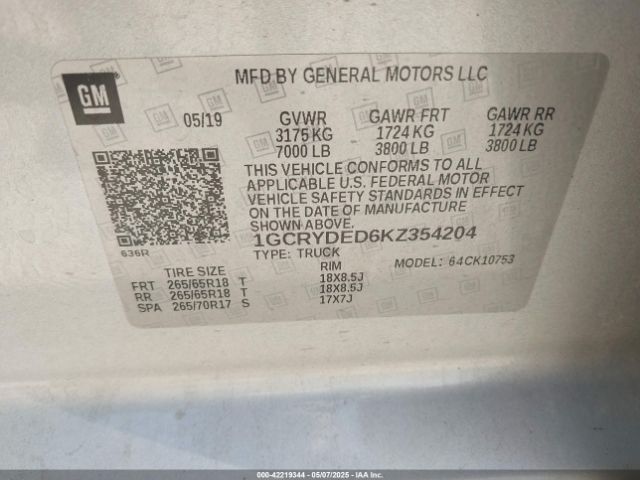 GM
MFD BY GENERAL MOTORS LLC
05/19 GVWR GAWR FRT GAWR RR
3175 KG 1724 KG 1724 KG
7000 LB 3800 LB 3800 LB
THIS VEHICLE CONFORMS TO ALL
APPLICABLE U.S. FEDERAL MOTOR
VEHICLE SAFETY STANDARDS IN EFFECT
ON THE DATE OF MANUFACTURE
SHOWN ABOVE.
1GCRYDED6KZ354204
636R
TYPE: TRUCK MODEL: 64CK10753
TIRE SIZE RIM
FRT 265/65R18 T 18X8.5J
RR 265/65R18 T 18X8.5J
SPA 265/70R17 S 17X7J
000-42219344 | 05/07/2025 - IAA Corp.